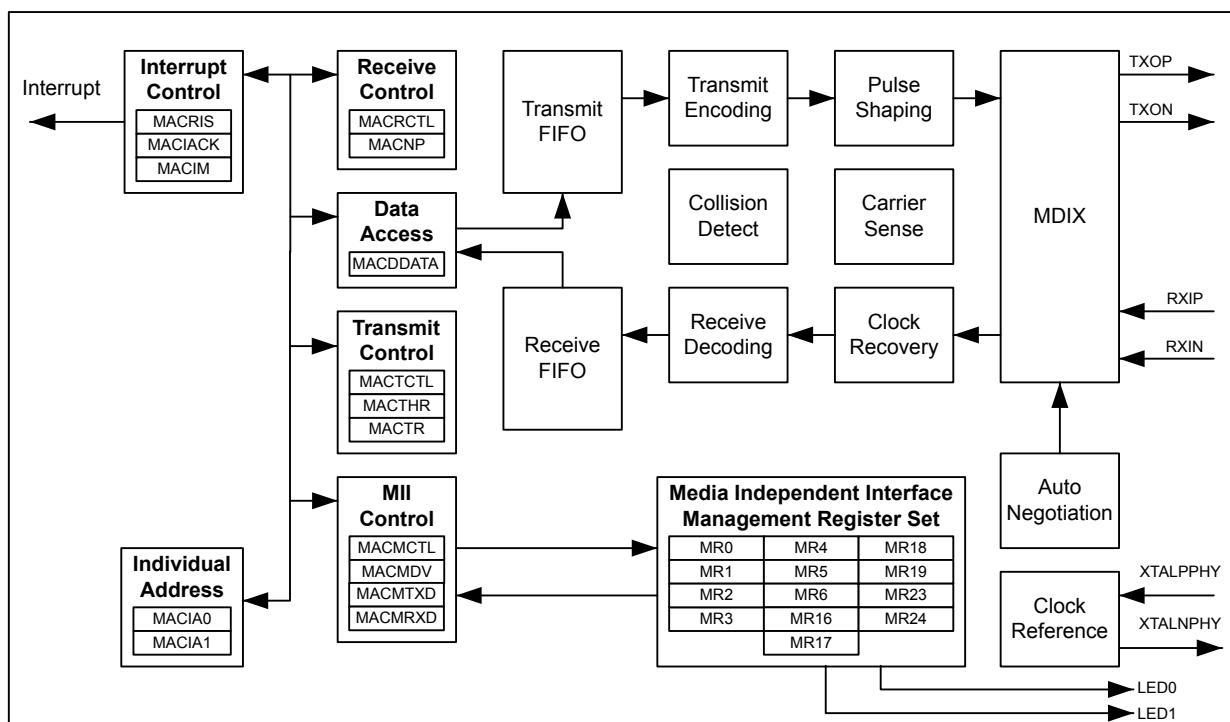 Interrupt
Interrupt
Control
MACRIS
MACIACK
MACIM
Receive
Control
MACRCTL
MACNP
Data
Access
MACDDATA
Transmit
Control
MACTCTL
MACTHR
MACTR
MII
Control
MACMCTL
MACMDV
MACMTXD
MACMRXD
Individual
Address
MACIA0
MACIA1
Transmit
FIFO
Receive
FIFO
Transmit
Encoding
Pulse
Shaping
Collision
Detect
Carrier
Sense
Receive
Decoding
Clock
Recovery
MDIX
TXOP
TXON
RXIP
RXIN
Auto
Negotiation
Media Independent Interface
Management Register Set
MR0 MR4 MR18
MR1 MR5 MR19
MR2 MR6 MR23
MR3 MR16 MR24
MR17
Clock
Reference
XTALPPHY
XTALNPHY
LED0
LED1